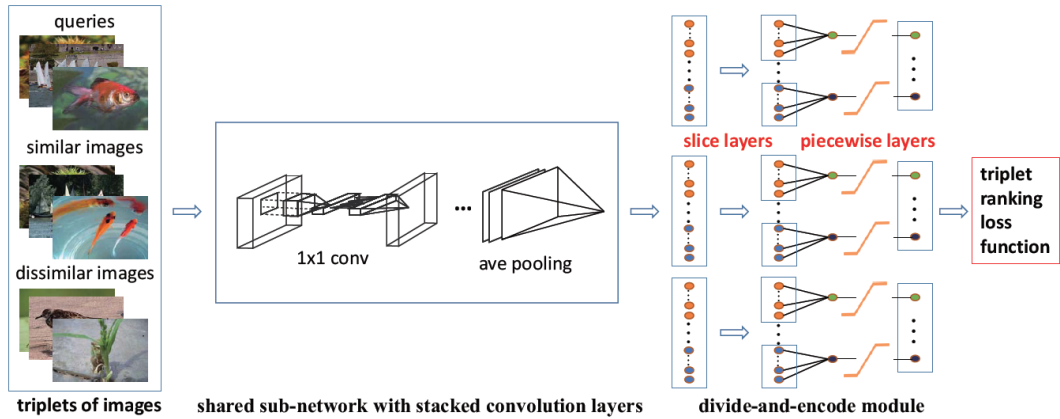 queries
similar images
dissimilar images
triplets of images
1x1 conv
...
ave pooling
shared sub-network with stacked convolution layers
slice layers
piecewise layers
divide-and-encode module
triplet
ranking
loss
function